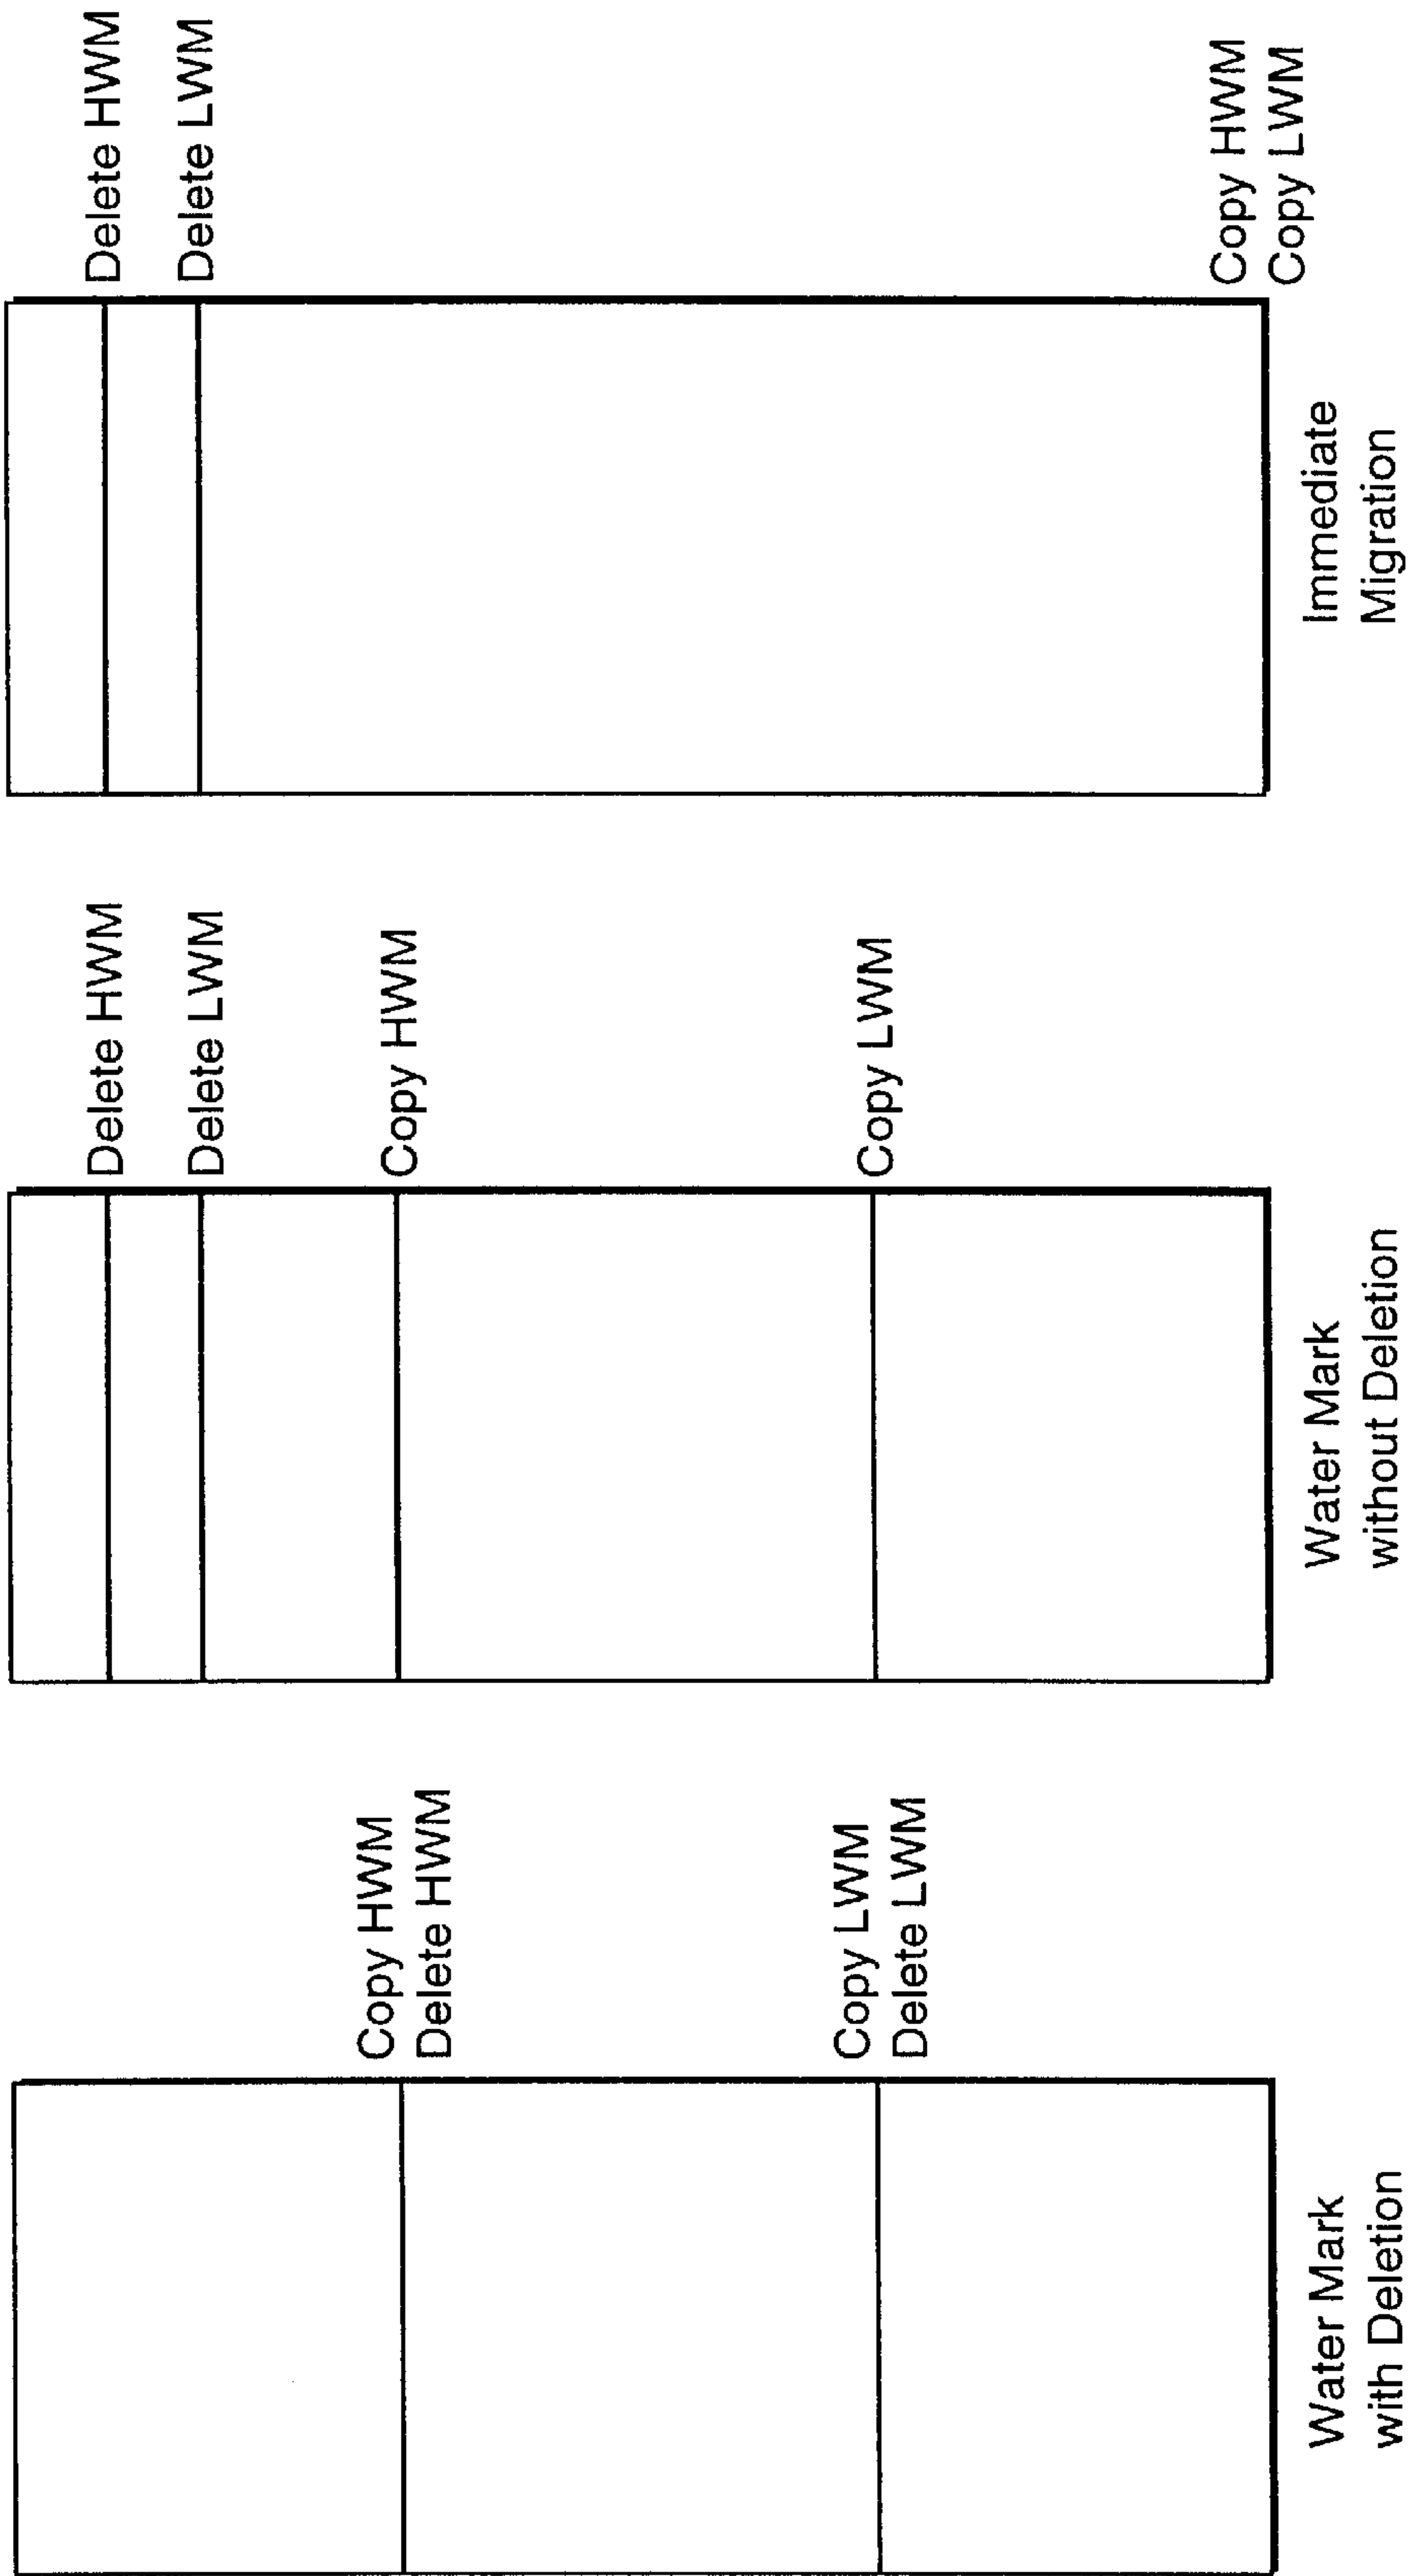 Copy HWM
Delete HWM
Copy LWM
Delete LWM
Water Mark
with Deletion
Delete HWM
Delete LWM
Copy HWM
Copy LWM
Water Mark
without Deletion
Delete HWM
Delete LWM
Copy HWM
Copy LWM
Immediate
Migration